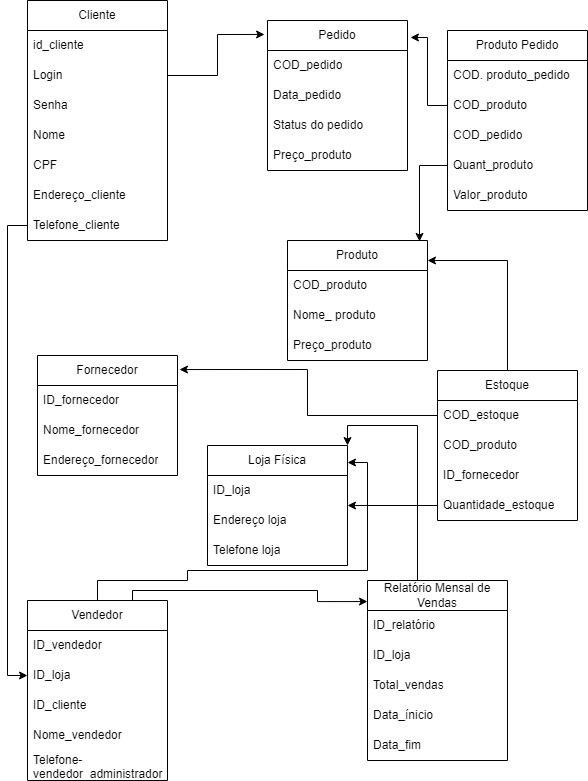 Cliente
id_cliente
Login
Senha
Nome
CPF
Endereço_cliente
Telefone_cliente
Pedido
COD_pedido
Data_pedido
Status do pedido
Preço_produto
Produto Pedido
COD. produto_pedido
COD_produto
COD_pedido
Quant_produto
Valor_produto
Produto
COD_produto
Nome_ produto
Preço_produto
Fornecedor
ID_fornecedor
Nome_fornecedor
Endereço_fornecedor
Estoque
COD_estoque
COD_produto
ID_fornecedor
Quantidade_estoque
Loja Física
ID_loja
Endereço loja
Telefone loja
Vendedor
ID_vendedor
ID_loja
ID_cliente
Nome_vendedor
Telefone-
vendedor_administrador
Relatório Mensal de
Vendas
ID_relatório
ID_loja
Total_vendas
Data_ínicio
Data_fim